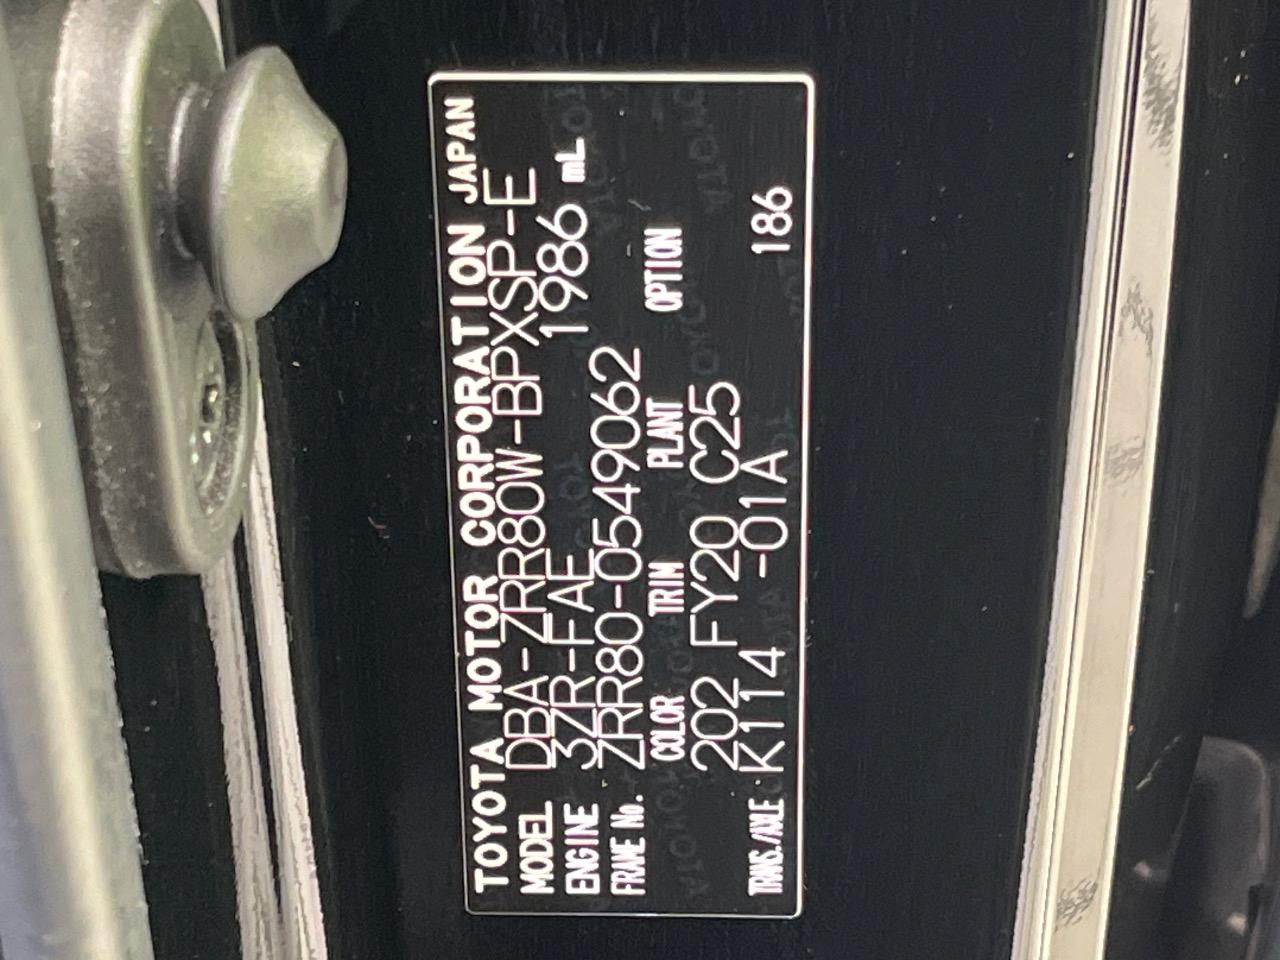 TOYOTA MOTOR CORPORATION JAPAN
MODEL DBA-ZRR80W-BPXSP-E
ENGINE 3ZR-FAE 1986 mL
FRAME No. ZRR80-0549062
COLOR TRIM PLANT OPTION
202 FY20 C25
TRANS./AXLE K114 -01A 186